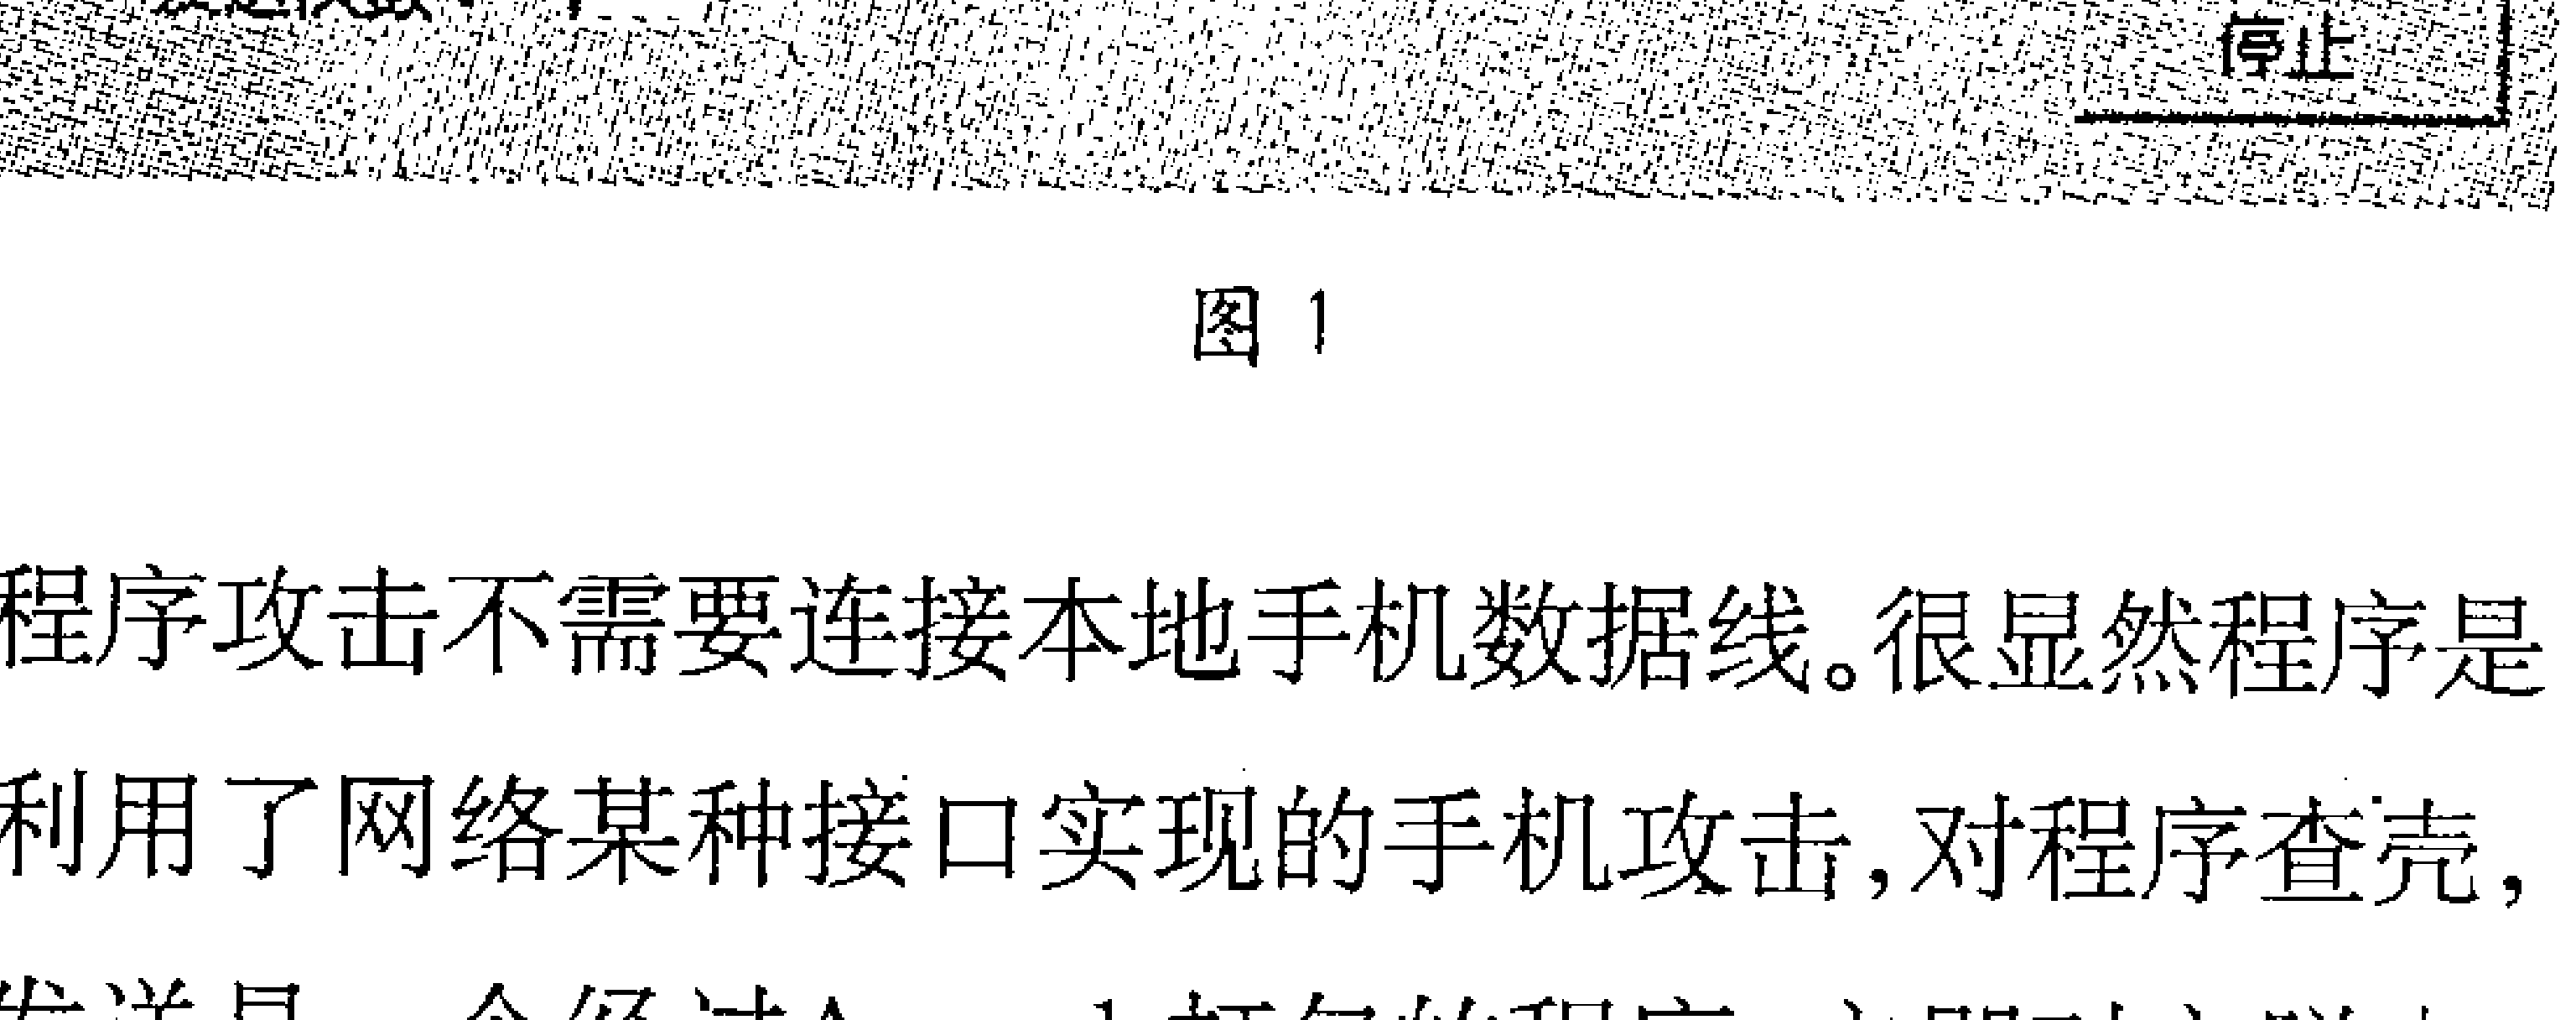 停止
图 1
程序攻击不需要连接本地手机数据线。很显然程序是
利用了网络某种接口实现的手机攻击,对程序查壳,